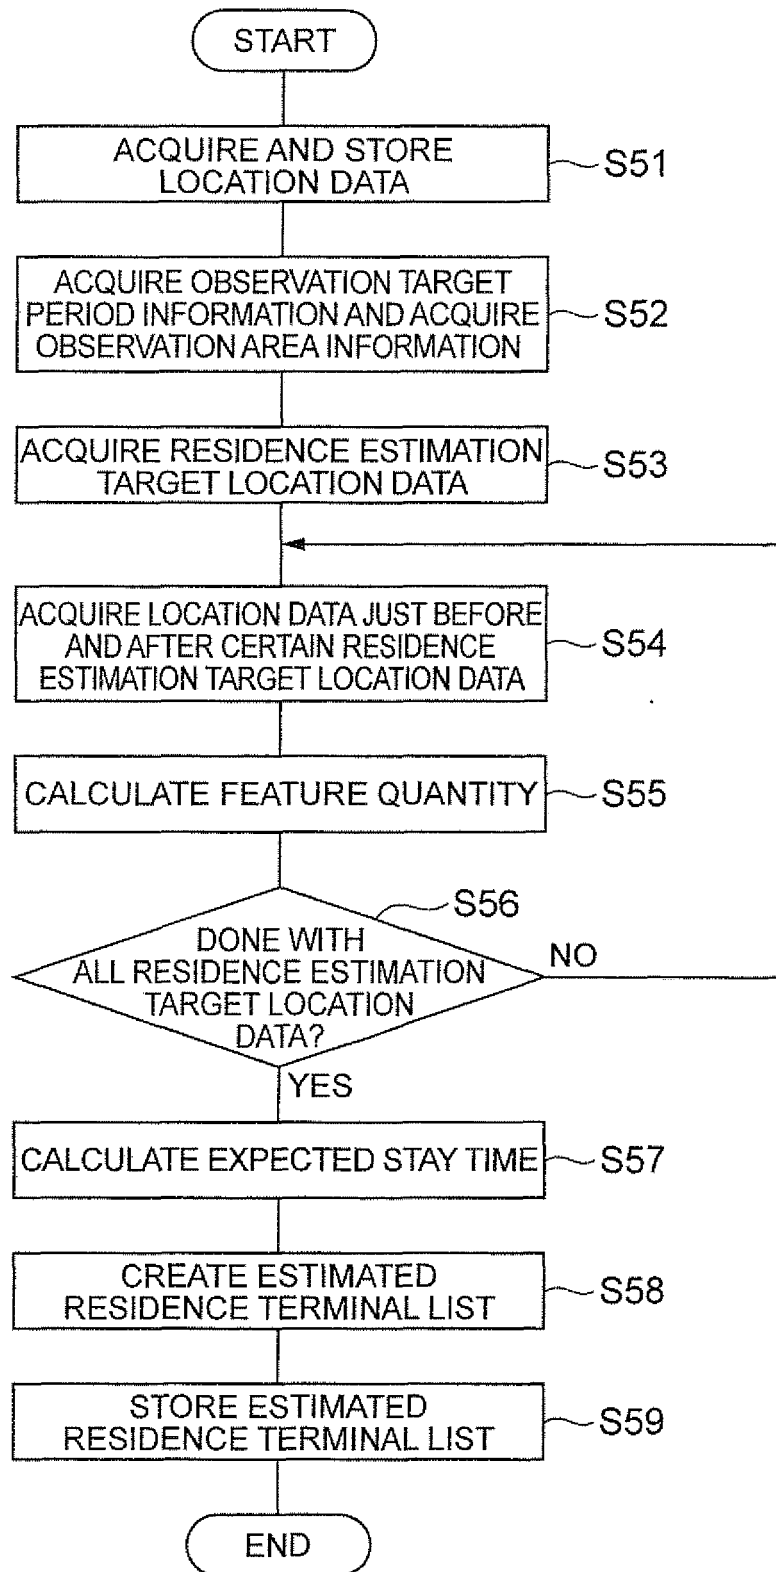 START
ACQUIRE AND STORE
LOCATION DATA
S51
ACQUIRE OBSERVATION TARGET
PERIOD INFORMATION AND ACQUIRE
OBSERVATION AREA INFORMATION
S52
ACQUIRE RESIDENCE ESTIMATION
TARGET LOCATION DATA
S53
ACQUIRE LOCATION DATA JUST BEFORE
AND AFTER CERTAIN RESIDENCE
ESTIMATION TARGET LOCATION DATA
S54
CALCULATE FEATURE QUANTITY
S55
S56
DONE WITH
ALL RESIDENCE ESTIMATION
TARGET LOCATION
DATA?
NO
YES
CALCULATE EXPECTED STAY TIME
S57
CREATE ESTIMATED
RESIDENCE TERMINAL LIST
S58
STORE ESTIMATED
RESIDENCE TERMINAL LIST
S59
END